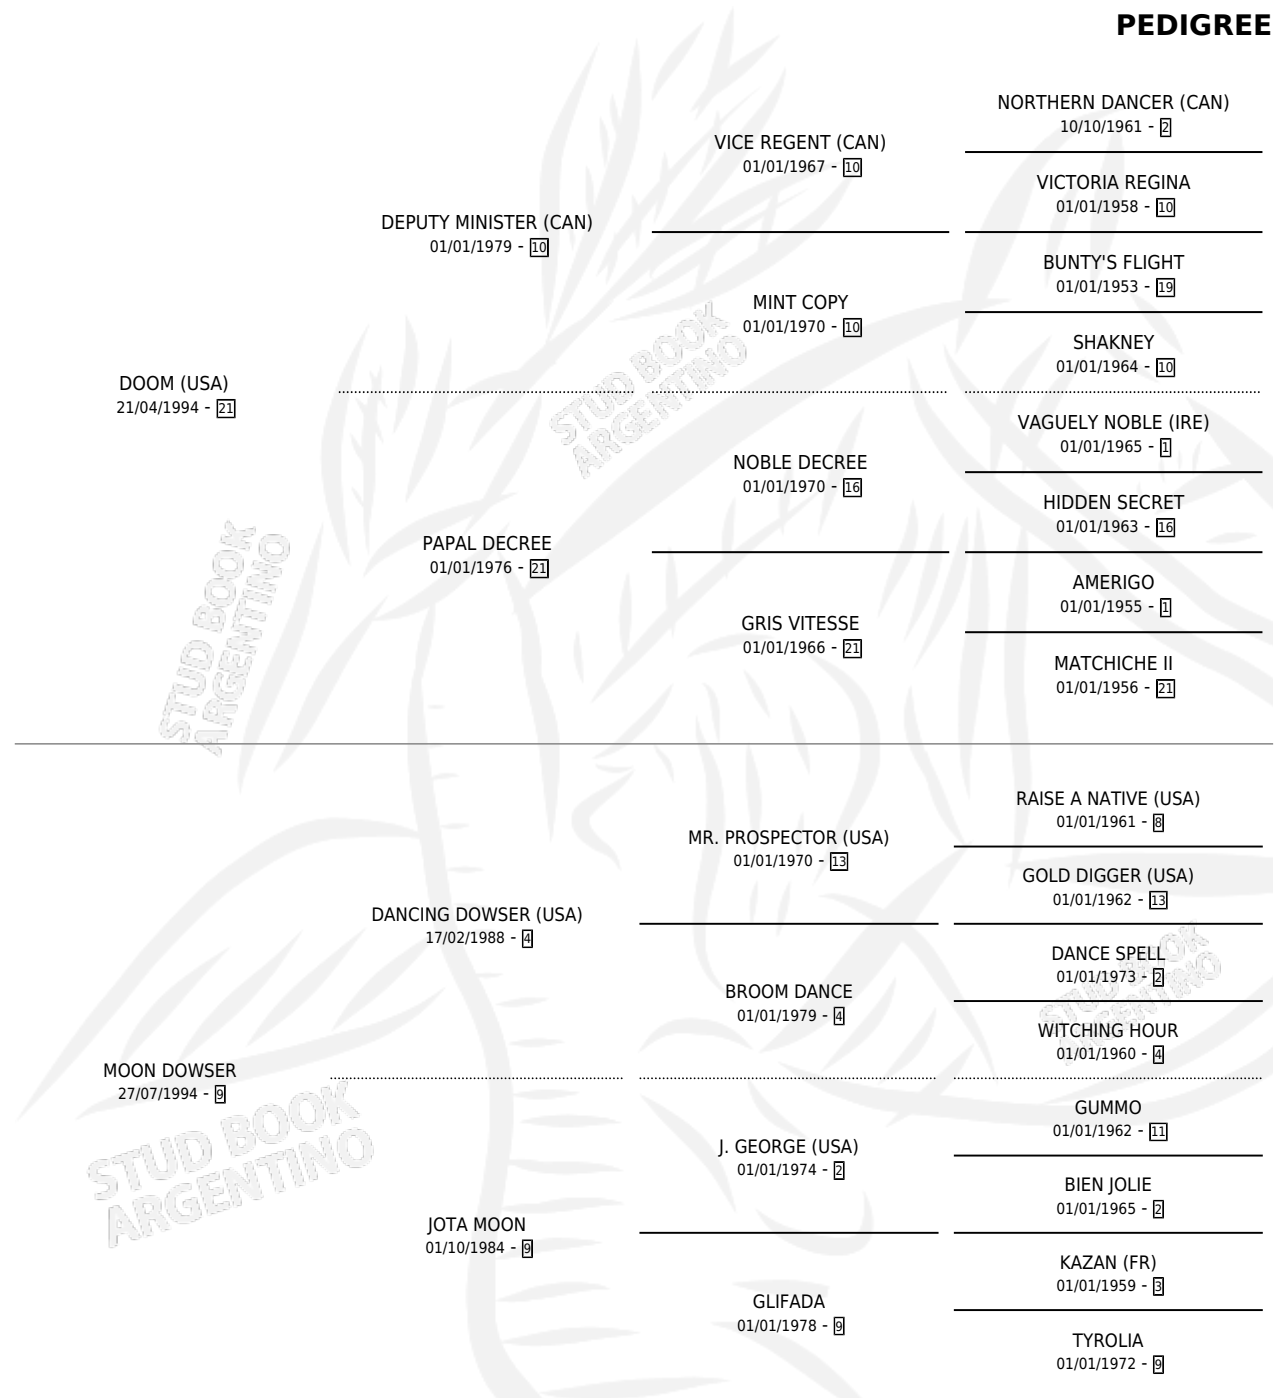 PEDIGREE
NORTHERN DANCER (CAN)
10/10/1961 - 2
VICE REGENT (CAN)
01/01/1967 - 10
VICTORIA REGINA
01/01/1958 - 10
DEPUTY MINISTER (CAN)
01/01/1979 - 10
BUNTY'S FLIGHT
01/01/1953 - 19
MINT COPY
01/01/1970 - 10
SHAKNEY
01/01/1964 - 10
DOOM (USA)
21/04/1994 - 21
VAGUELY NOBLE (IRE)
01/01/1965 - 1
NOBLE DECREE
01/01/1970 - 16
HIDDEN SECRET
01/01/1963 - 16
PAPAL DECREE
01/01/1976 - 21
AMERIGO
01/01/1955 - 1
GRIS VITESSE
01/01/1966 - 21
MATCHICHE II
01/01/1956 - 21
RAISE A NATIVE (USA)
01/01/1961 - 8
MR. PROSPECTOR (USA)
01/01/1970 - 13
GOLD DIGGER (USA)
01/01/1962 - 13
DANCING DOWSER (USA)
17/02/1988 - 4
DANCE SPELL
01/01/1973 - 2
BROOM DANCE
01/01/1979 - 4
WITCHING HOUR
01/01/1960 - 4
MOON DOWSER
27/07/1994 - 9
GUMMO
01/01/1962 - 11
J. GEORGE (USA)
01/01/1974 - 2
BIEN JOLIE
01/01/1965 - 2
JOTA MOON
01/10/1984 - 9
KAZAN (FR)
01/01/1959 - 3
GLIFADA
01/01/1978 - 9
TYROLIA
01/01/1972 - 9
STUD BOOK
ARGENTINO
STUD BOOK
ARGENTINO
STUD BOOK
ARGENTINO
STUD BOOK
ARGENTINO